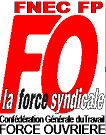 FNEC FP
FO
la force syndicale
Confédération Générale du Travail
FORCE OUVRIERE